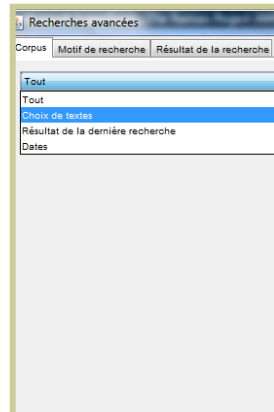 Recherches avancées
Corpus Motif de recherche Résultat de la recherche
Tout
Tout
Choix de textes
Résultat de la dernière recherche
Dates